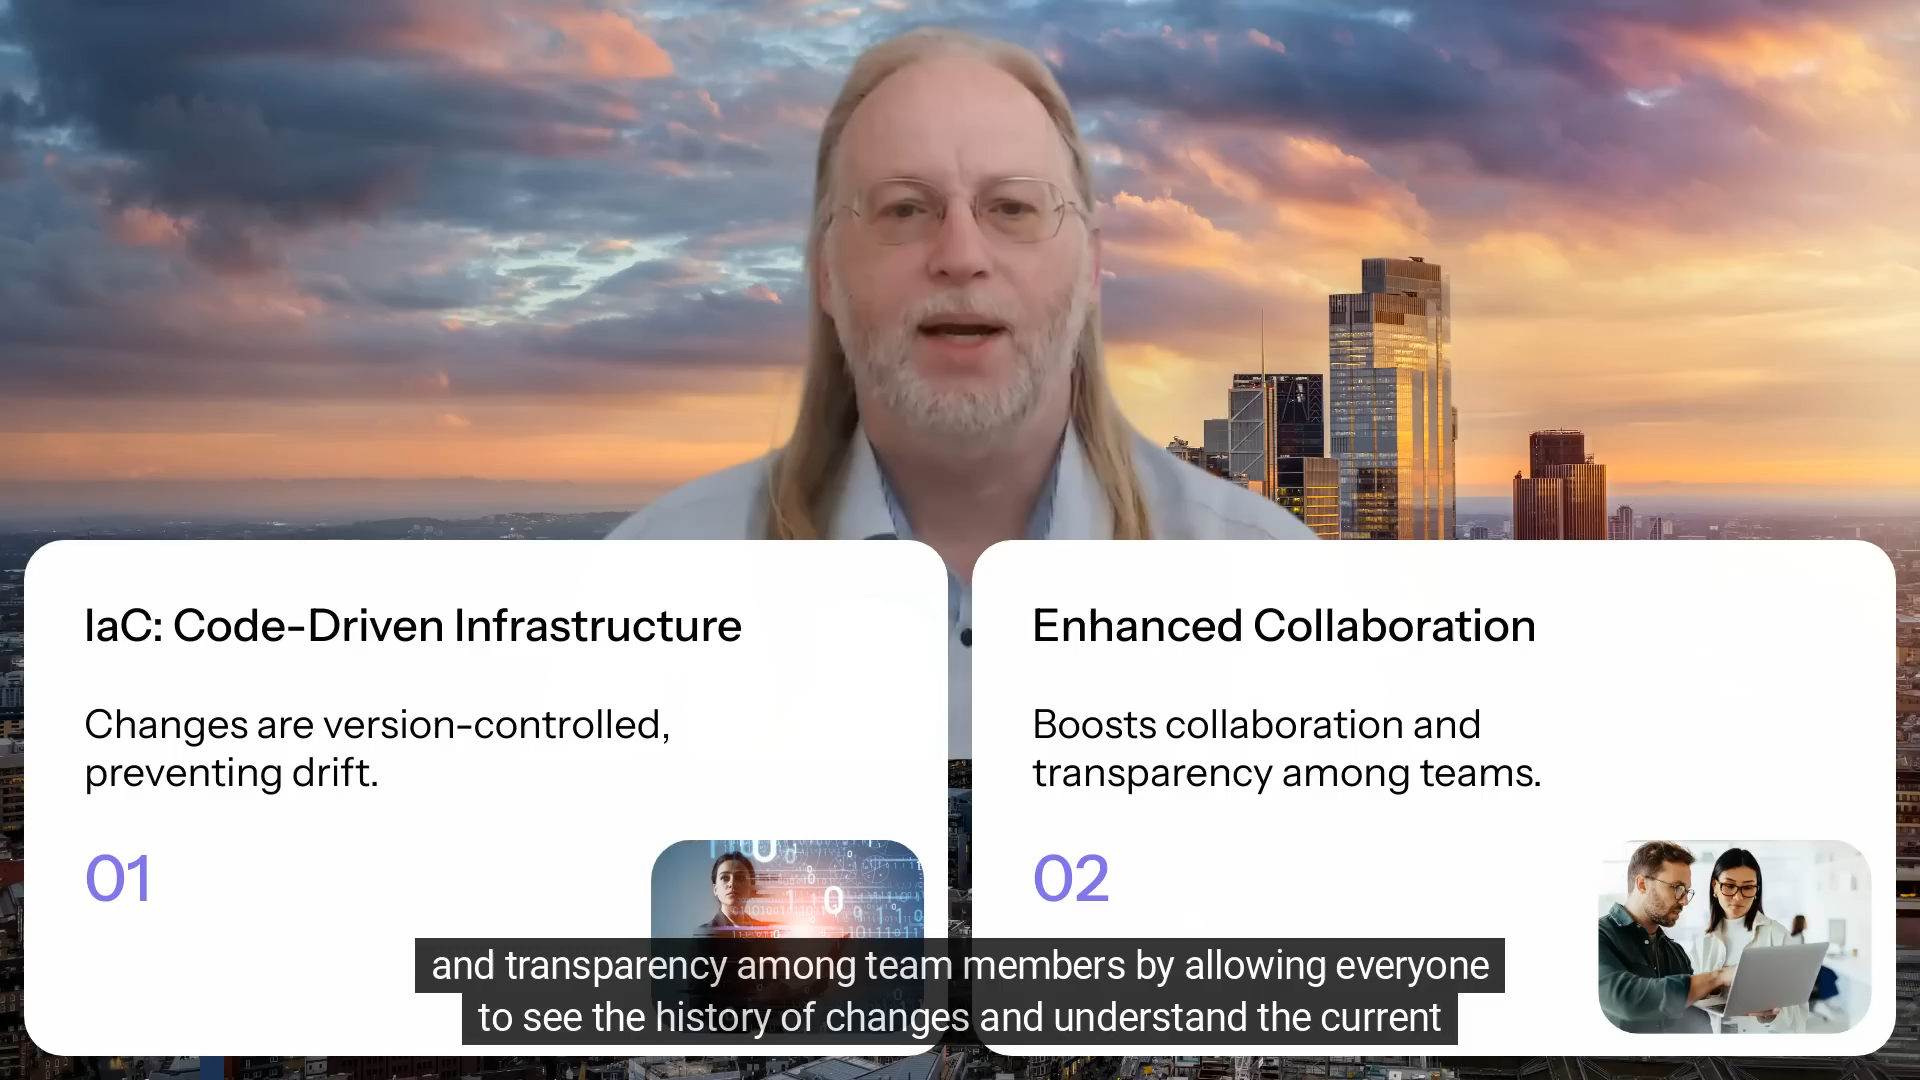 IaC: Code-Driven Infrastructure
Changes are version-controlled,
preventing drift.
01
Enhanced Collaboration
Boosts collaboration and
transparency among teams.
02
and transparency among team members by allowing everyone
to see the history of changes and understand the current